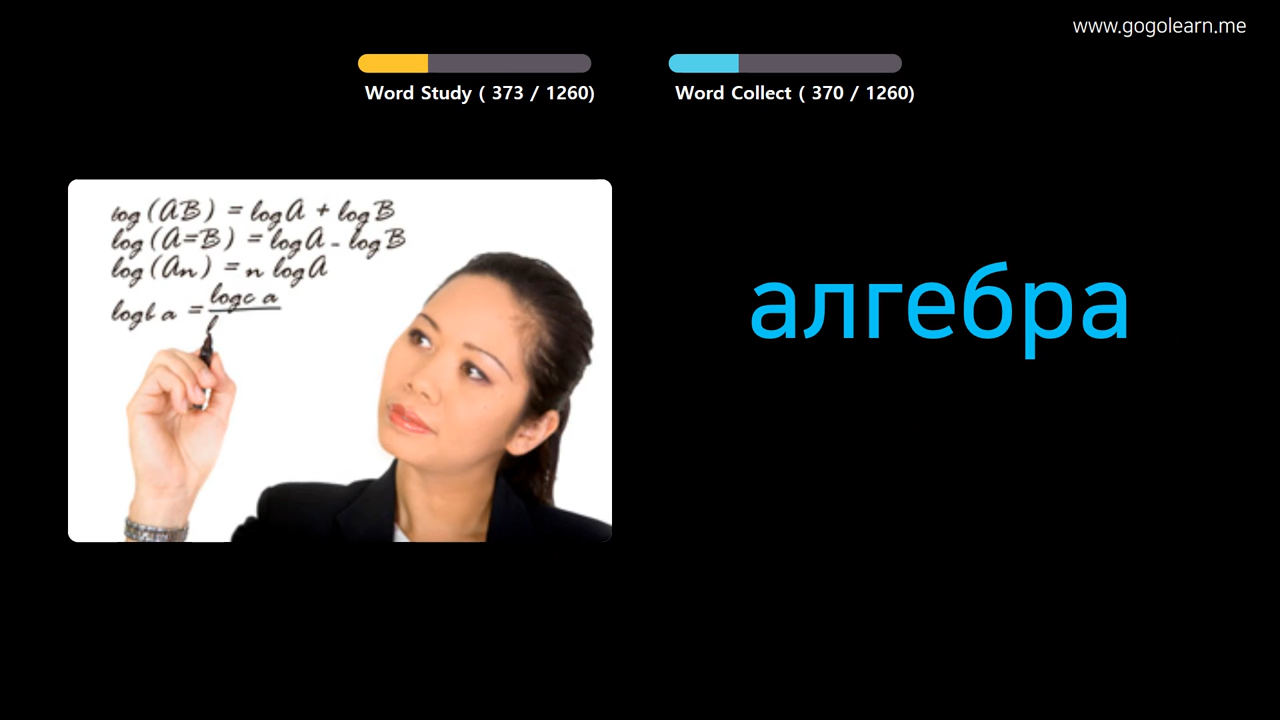 www.gogolearn.me
Word Study ( 373 / 1260)
Word Collect ( 370 / 1260)
log (AB) = log A + log B
log (A=B) = log A - log B
log (An) = n log A
logb a = logc a
l
алгебра